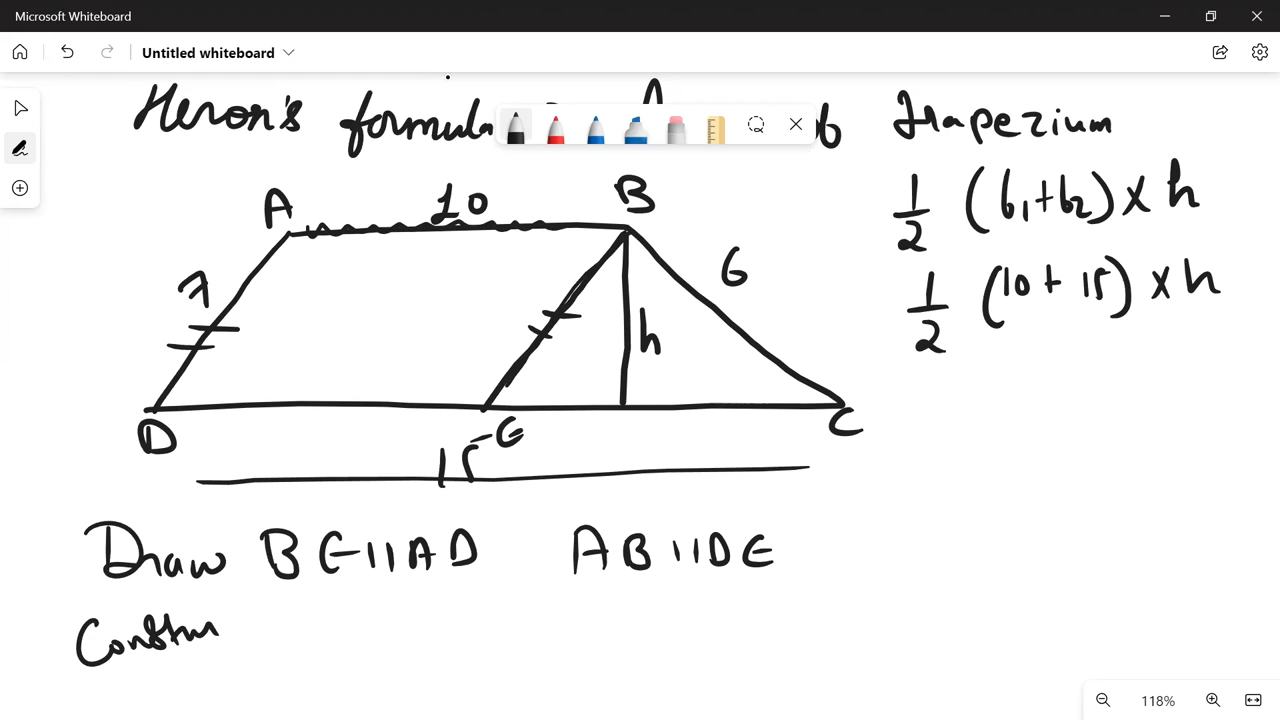 Microsoft Whiteboard
Untitled whiteboard
Heron's formula
Trapezium
1/2 (b1+b2) × h
1/2 (10 + 15) × h
A
10
B
7
6
h
D
E
C
15
Draw BE || AD AB || DE
Constru
118%